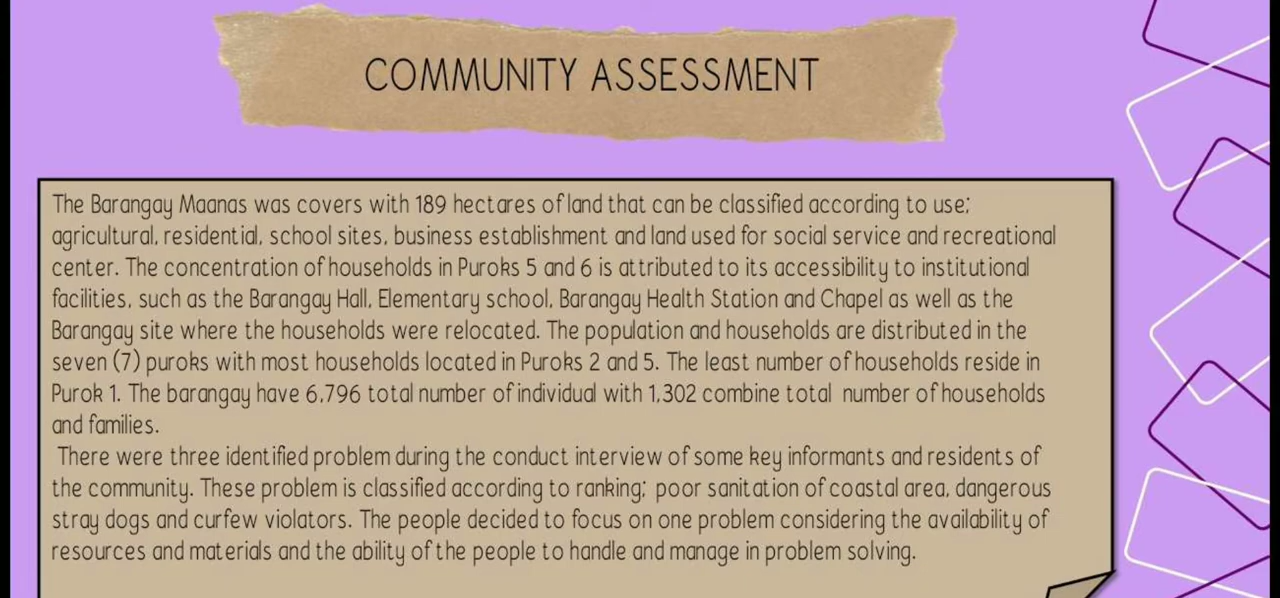 COMMUNITY ASSESSMENT
The Barangay Maanas was covers with 189 hectares of land that can be classified according to use;
agricultural, residential, school sites, business establishment and land used for social service and recreational
center. The concentration of households in Puroks 5 and 6 is attributed to its accessibility to institutional
facilities, such as the Barangay Hall, Elementary school, Barangay Health Station and Chapel as well as the
Barangay site where the households were relocated. The population and households are distributed in the
seven (7) puroks with most households located in Puroks 2 and 5. The least number of households reside in
Purok 1. The barangay have 6,796 total number of individual with 1,302 combine total number of households
and families.
There were three identified problem during the conduct interview of some key informants and residents of
the community. These problem is classified according to ranking; poor sanitation of coastal area, dangerous
stray dogs and curfew violators. The people decided to focus on one problem considering the availability of
resources and materials and the ability of the people to handle and manage in problem solving.